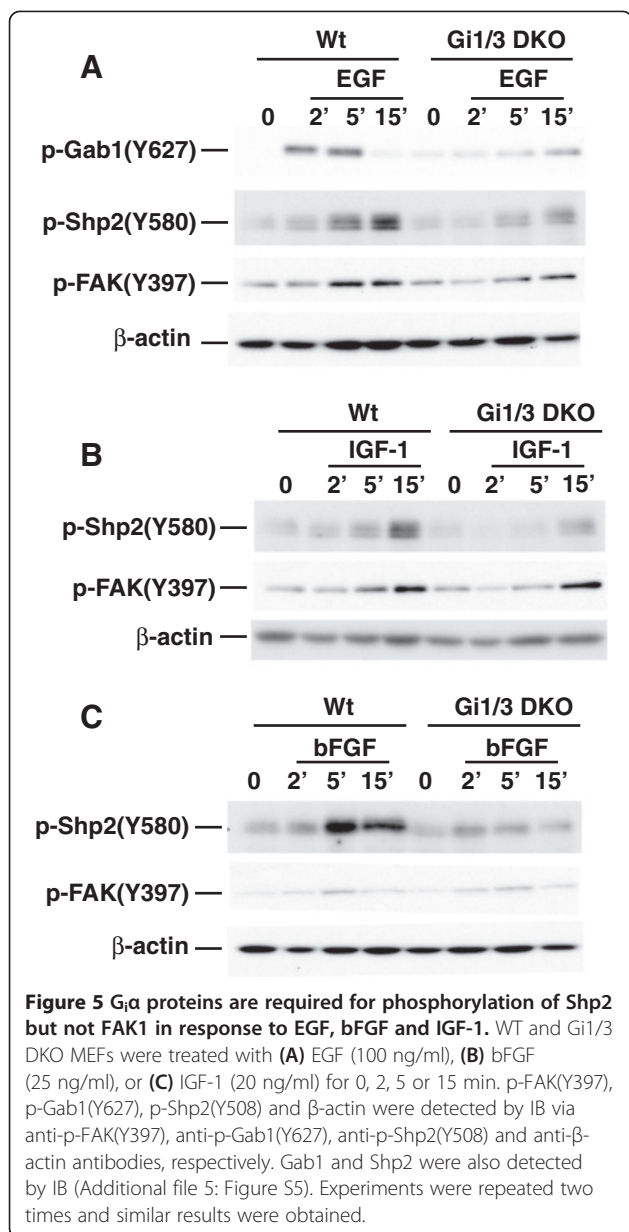 A
Wt Gi1/3 DKO
EGF EGF
0 2’ 5’ 15’ 0 2’ 5’ 15’
p-Gab1(Y627)
p-Shp2(Y580)
p-FAK(Y397)
β-actin
B
Wt Gi1/3 DKO
IGF-1 IGF-1
0 2’ 5’ 15’ 0 2’ 5’ 15’
p-Shp2(Y580)
p-FAK(Y397)
β-actin
C
Wt Gi1/3 DKO
bFGF bFGF
0 2’ 5’ 15’ 0 2’ 5’ 15’
p-Shp2(Y580)
p-FAK(Y397)
β-actin
Figure 5 Giα proteins are required for phosphorylation of Shp2
but not FAK1 in response to EGF, bFGF and IGF-1. WT and Gi1/3
DKO MEFs were treated with (A) EGF (100 ng/ml), (B) bFGF
(25 ng/ml), or (C) IGF-1 (20 ng/ml) for 0, 2, 5 or 15 min. p-FAK(Y397),
p-Gab1(Y627), p-Shp2(Y508) and β-actin were detected by IB via
anti-p-FAK(Y397), anti-p-Gab1(Y627), anti-p-Shp2(Y508) and anti-β-
actin antibodies, respectively. Gab1 and Shp2 were also detected
by IB (Additional file 5: Figure S5). Experiments were repeated two
times and similar results were obtained.